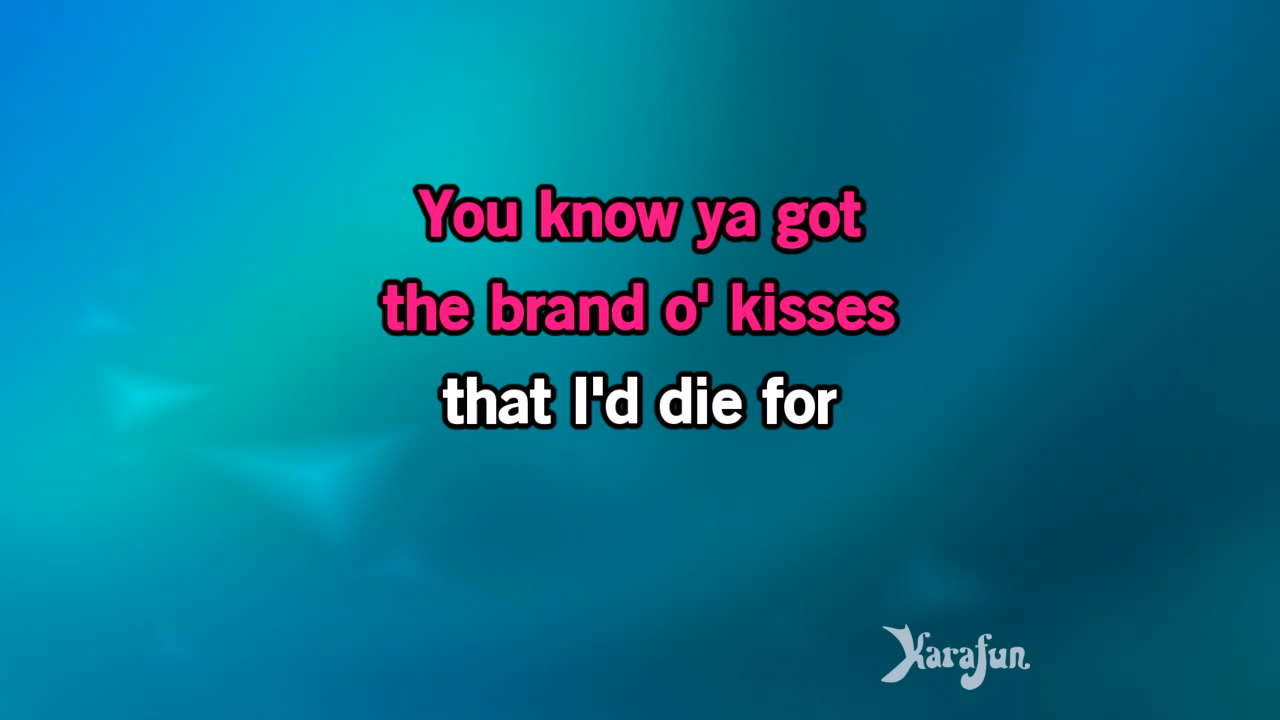 You know ya got
the brand o' kisses
that I'd die for
Karafun